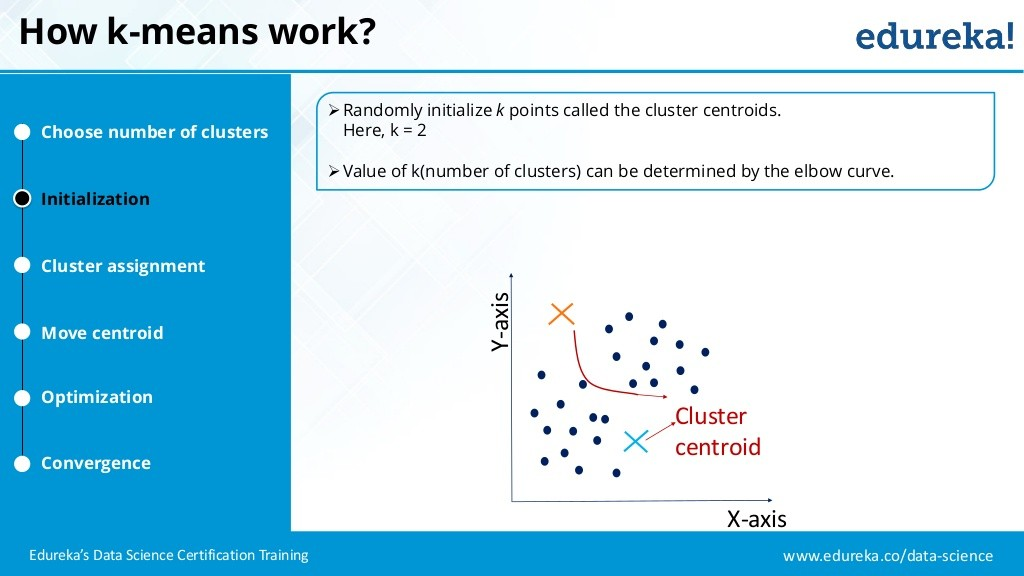 How k-means work?
edureka!
Choose number of clusters
Initialization
Cluster assignment
Move centroid
Optimization
Convergence
➢Randomly initialize k points called the cluster centroids.
Here, k = 2
➢Value of k(number of clusters) can be determined by the elbow curve.
Y-axis
Cluster
centroid
X-axis
Edureka’s Data Science Certification Training
www.edureka.co/data-science